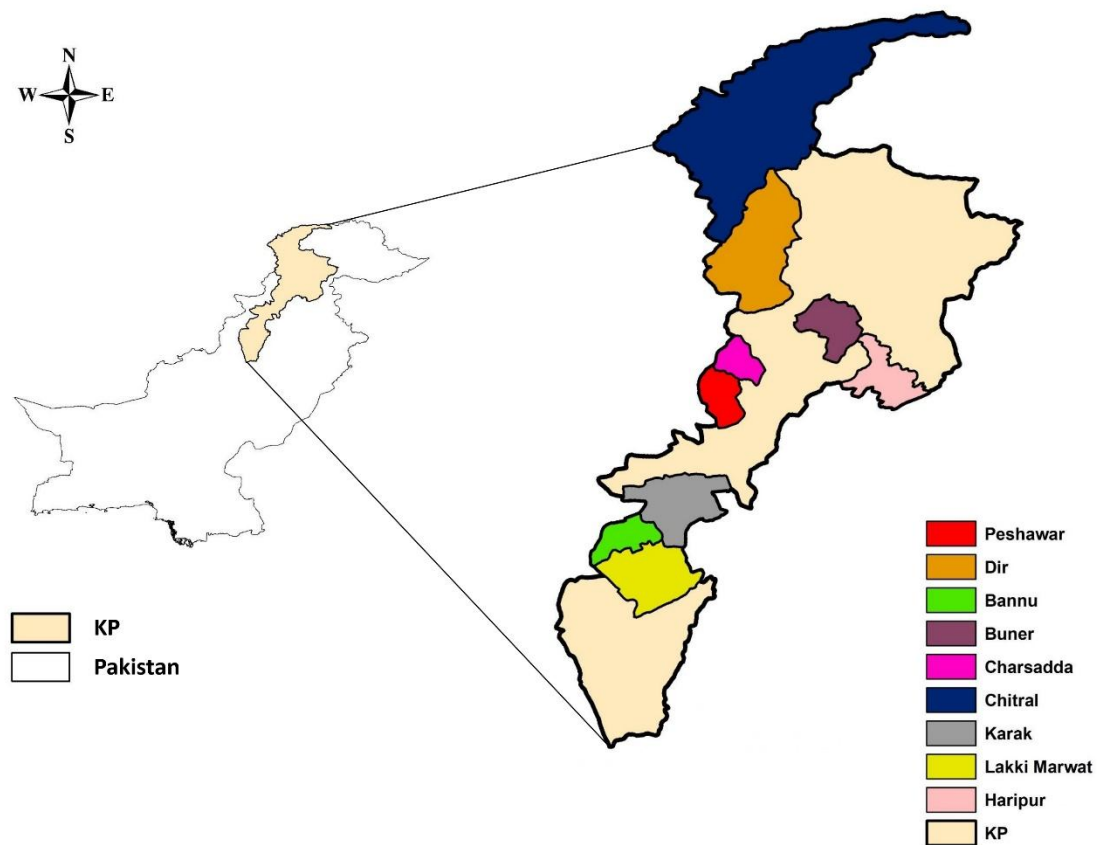 N
W E
S
KP
Pakistan
Peshawar
Dir
Bannu
Buner
Charsadda
Chitral
Karak
Lakki Marwat
Haripur
KP